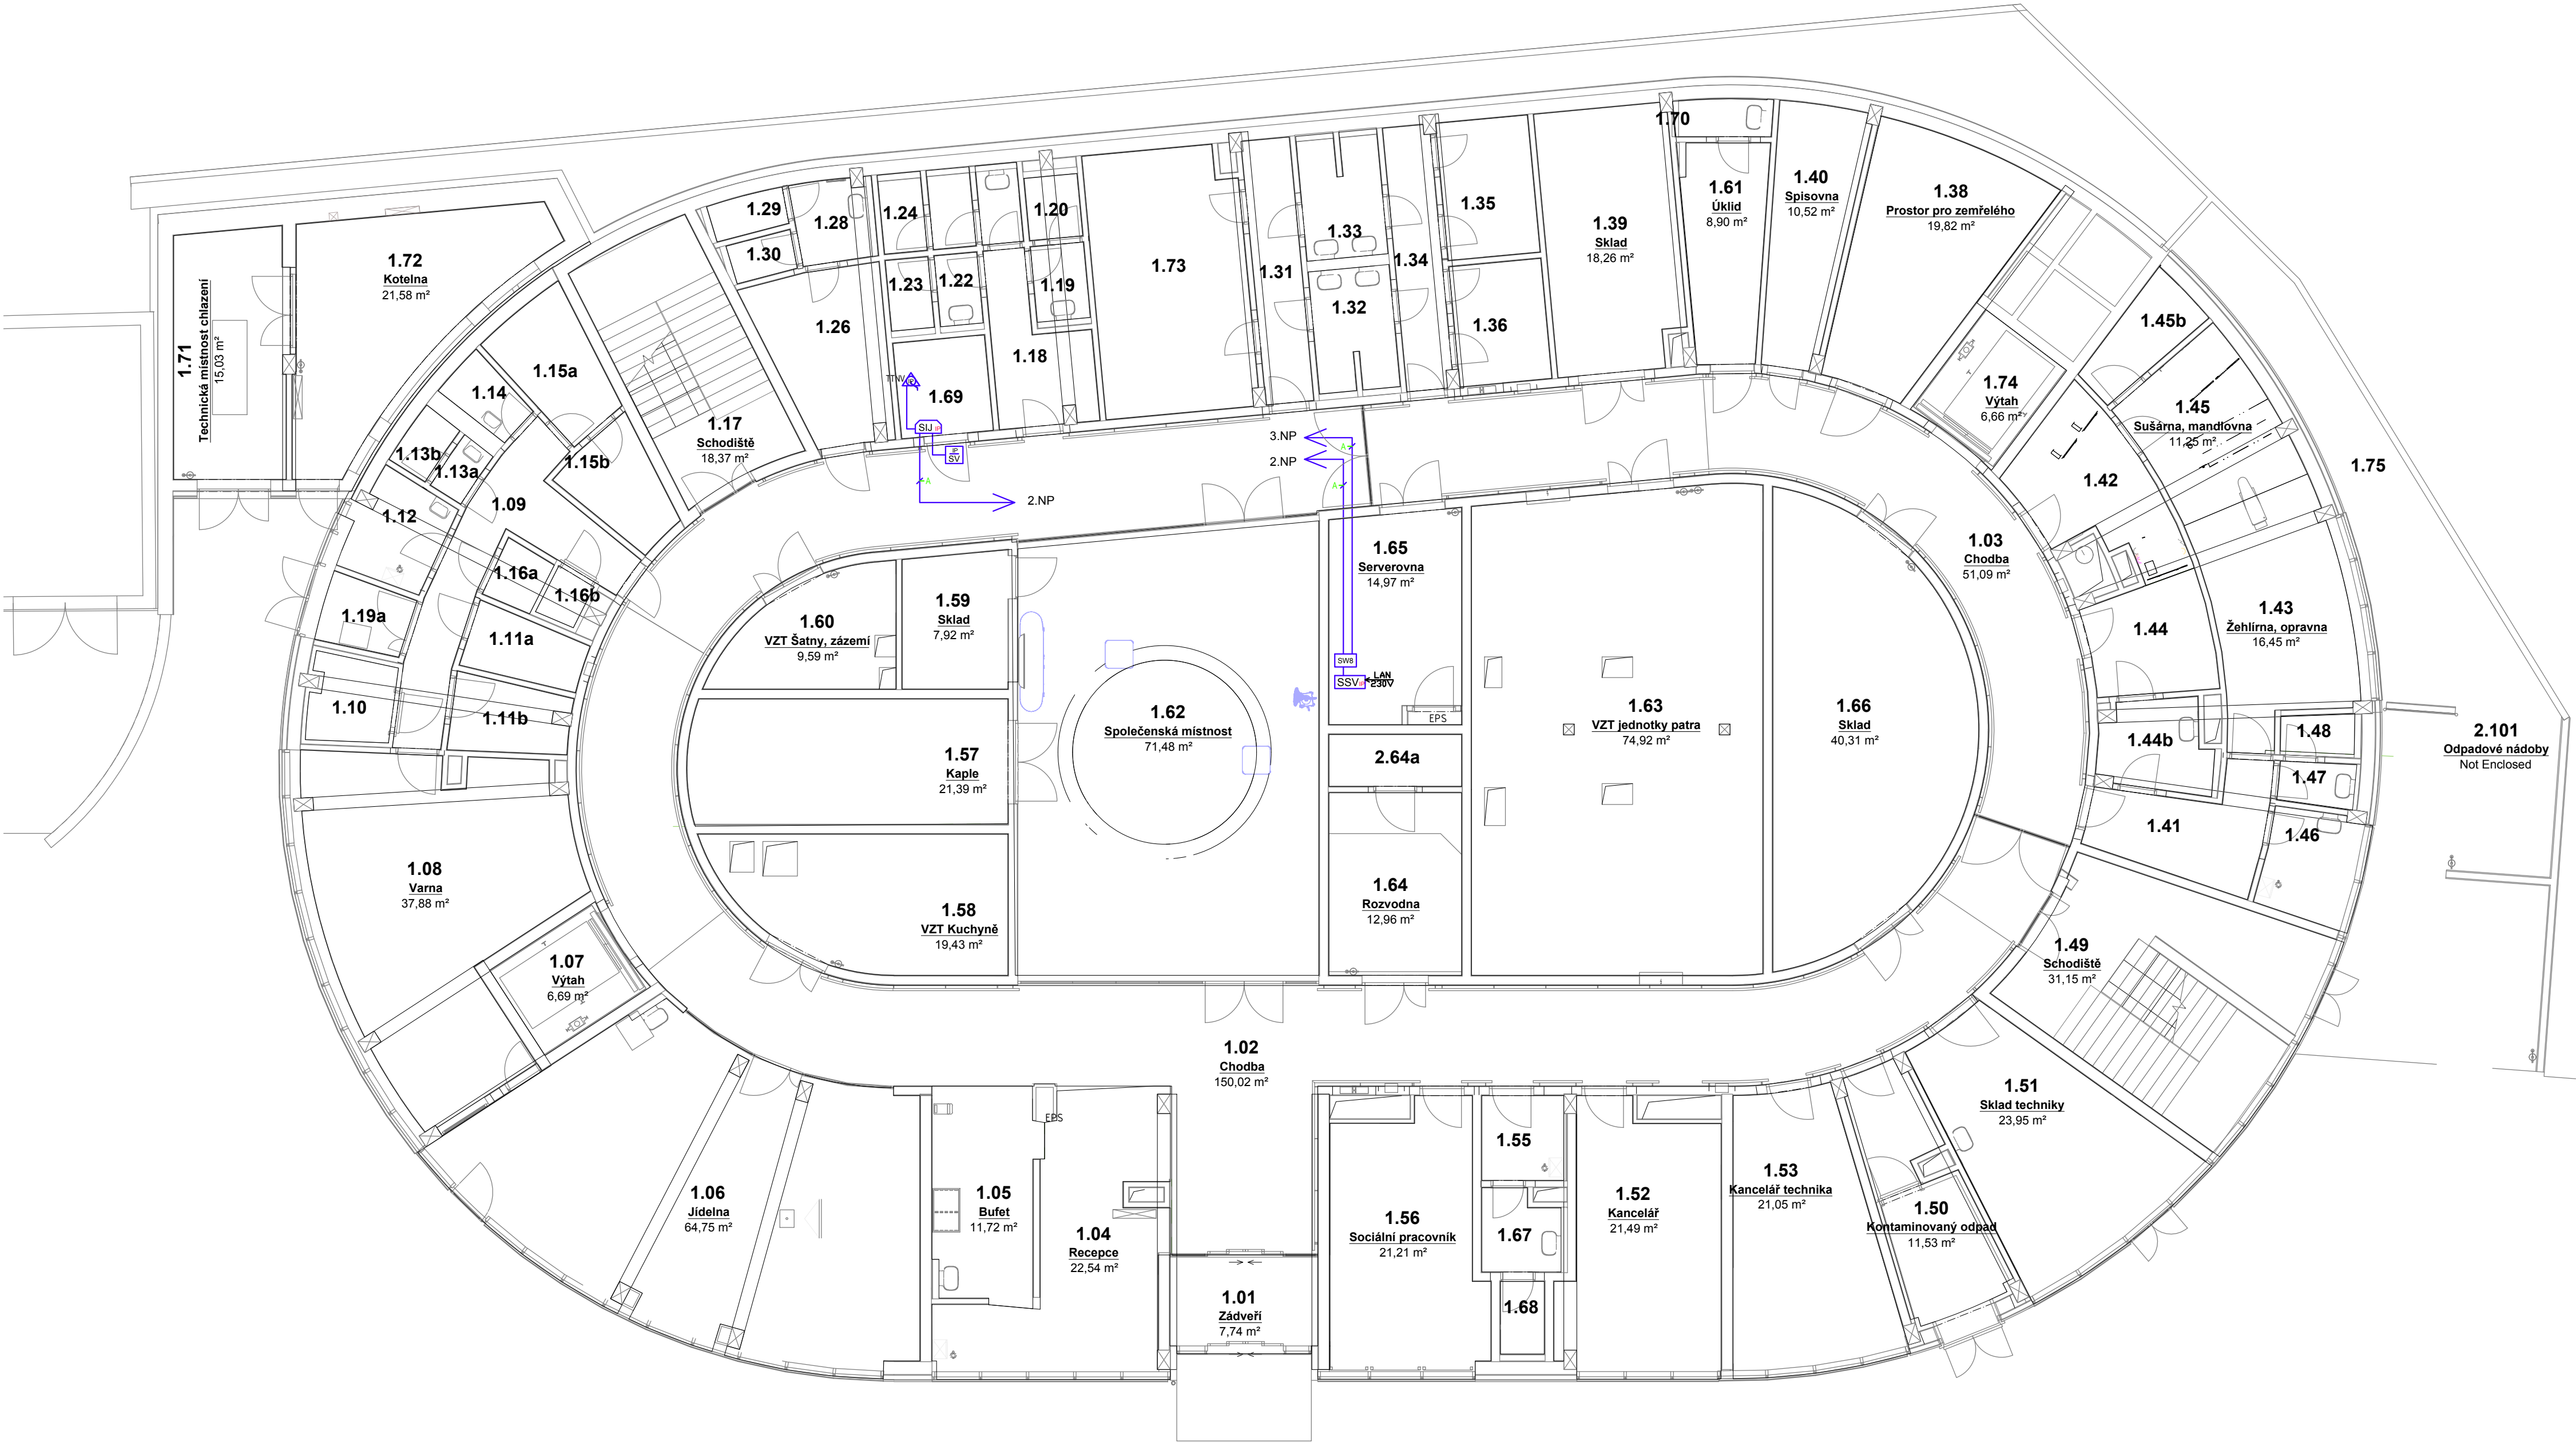 1.70
1.40
Spisovna
10,52 m²
1.61
Úklid
8,90 m²
1.38
Prostor pro zemřelého
19,82 m²
1.29
1.28
1.24
1.20
1.35
1.39
Sklad
18,26 m²
1.33
1.30
1.72
Kotelna
21,58 m²
1.71
Technická místnost chlazení
15,03 m²
1.73
1.31
1.34
1.23
1.22
1.19
1.26
1.32
1.36
1.18
1.45b
1.15a
1.14
1.69
1.74
Výtah
6,66 m²
1.45
Sušárna, mandlovna
11,25 m²
SIJ IP
IP
SV
A
2.NP
3.NP
A
2.NP
A
1.17
Schodiště
18,37 m²
1.13b
1.13a
1.15b
1.09
1.12
1.42
1.75
1.03
Chodba
51,09 m²
1.65
Serverovna
14,97 m²
1.16a
1.16b
1.19a
1.11a
1.10
1.11b
1.60
VZT Šatny, zázemí
9,59 m²
1.59
Sklad
7,92 m²
1.44
1.43
Žehlírna, opravna
16,45 m²
SW8
SSV IP
LAN
230V
EPS
1.62
Společenská místnost
71,48 m²
1.63
VZT jednotky patra
74,92 m²
1.66
Sklad
40,31 m²
1.44b
1.48
1.47
2.101
Odpadové nádoby
Not Enclosed
1.57
Kaple
21,39 m²
2.64a
1.41
1.46
1.08
Varna
37,88 m²
1.58
VZT Kuchyně
19,43 m²
1.64
Rozvodna
12,96 m²
1.07
Výtah
6,69 m²
1.49
Schodiště
31,15 m²
1.02
Chodba
150,02 m²
EPS
1.51
Sklad techniky
23,95 m²
1.55
1.06
Jídelna
64,75 m²
1.05
Bufet
11,72 m²
1.04
Recepce
22,54 m²
1.56
Sociální pracovník
21,21 m²
1.67
1.52
Kancelář
21,49 m²
1.53
Kancelář technika
21,05 m²
1.50
Kontaminovaný odpad
11,53 m²
1.01
Zádveří
7,74 m²
1.68